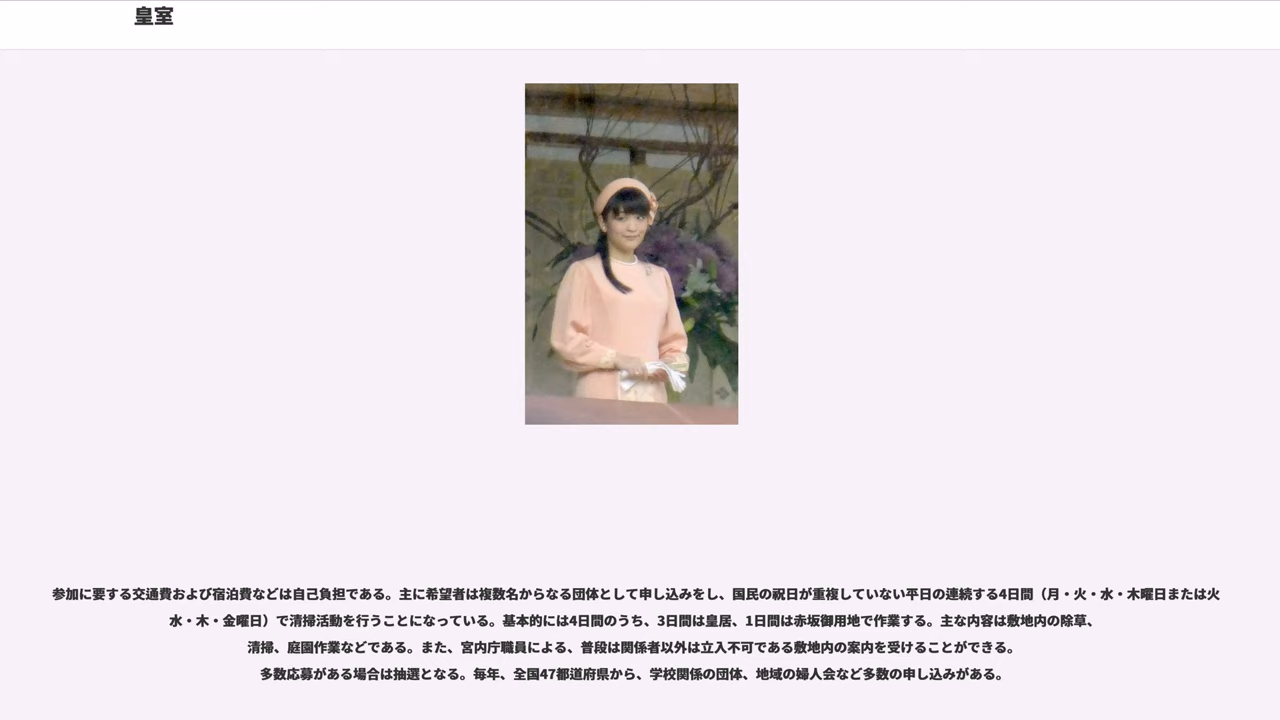 皇室
参加に要する交通費および宿泊費などは自己負担である。主に希望者は複数名からなる団体として申し込みをし、国民の祝日が重複していない平日の連続する4日間（月・火・水・木曜日または火
水・木・金曜日）で清掃活動を行うことになっている。基本的には4日間のうち、3日間は皇居、1日間は赤坂御用地で作業する。主な内容は敷地内の除草、
清掃、庭園作業などである。また、宮内庁職員による、普段は関係者以外は立入不可である敷地内の案内を受けることができる。
多数応募がある場合は抽選となる。毎年、全国47都道府県から、学校関係の団体、地域の婦人会など多数の申し込みがある。